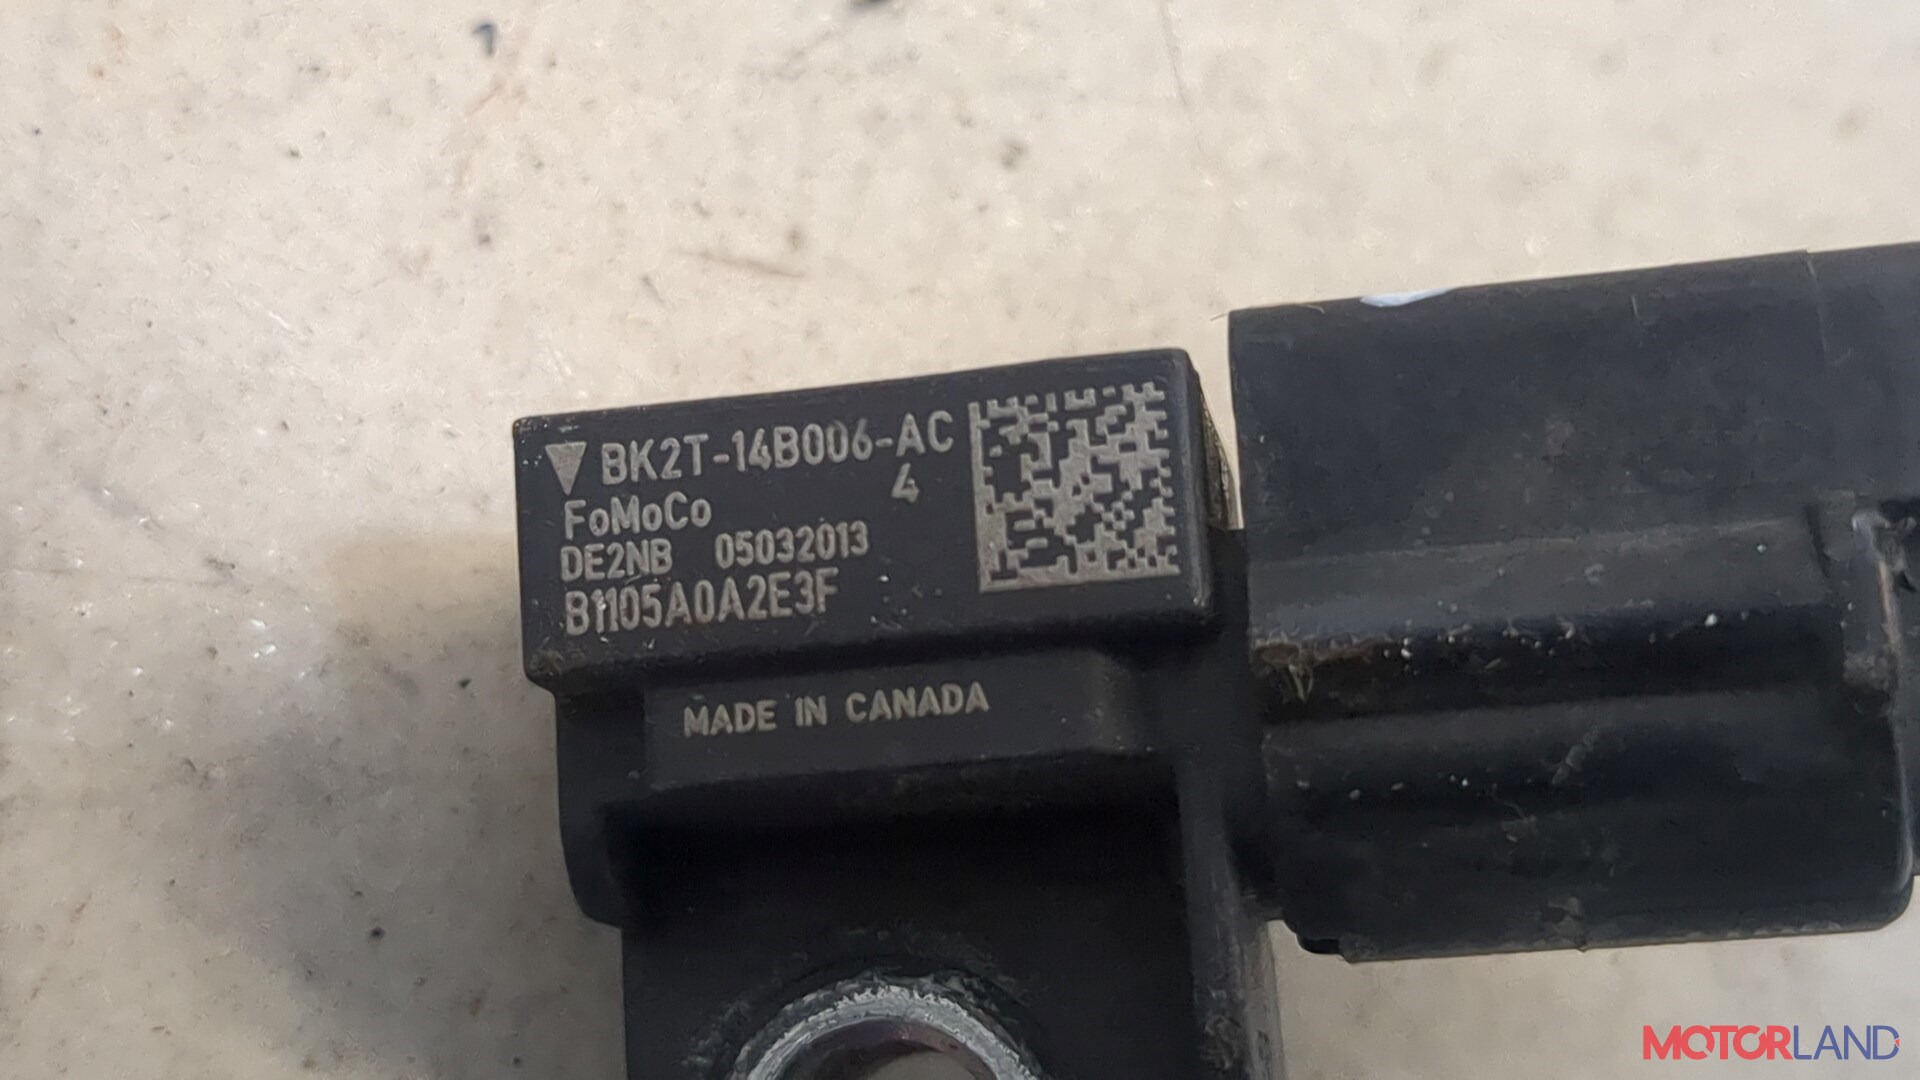 BK2T-14B006-AC
4
FoMoCo
DE2NB 05032013
B1105A0A2E3F
MADE IN CANADA
MOTORLAND